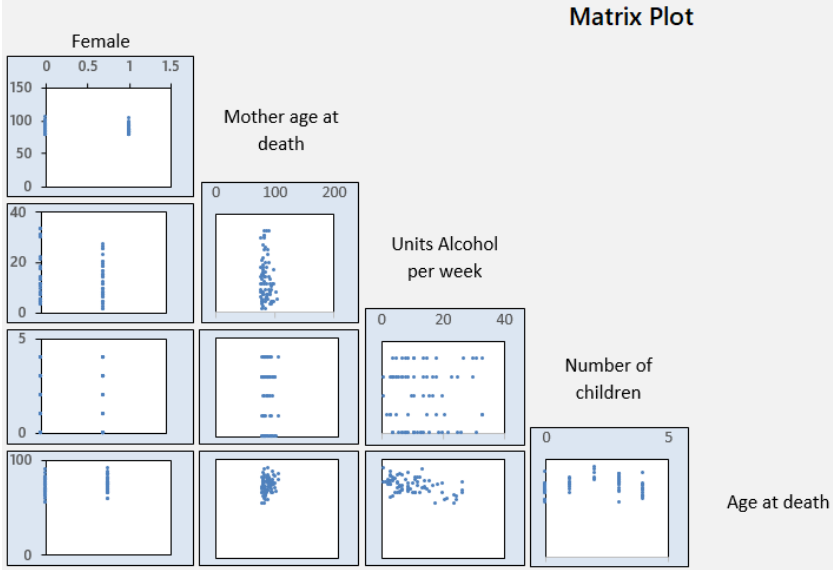 Matrix Plot
Female
0 0.5 1 1.5
150
100
50
0
Mother age at
death
0 100 200
40
20
0
Units Alcohol
per week
0 20 40
5
0
Number of
children
0 5
100
0
Age at death